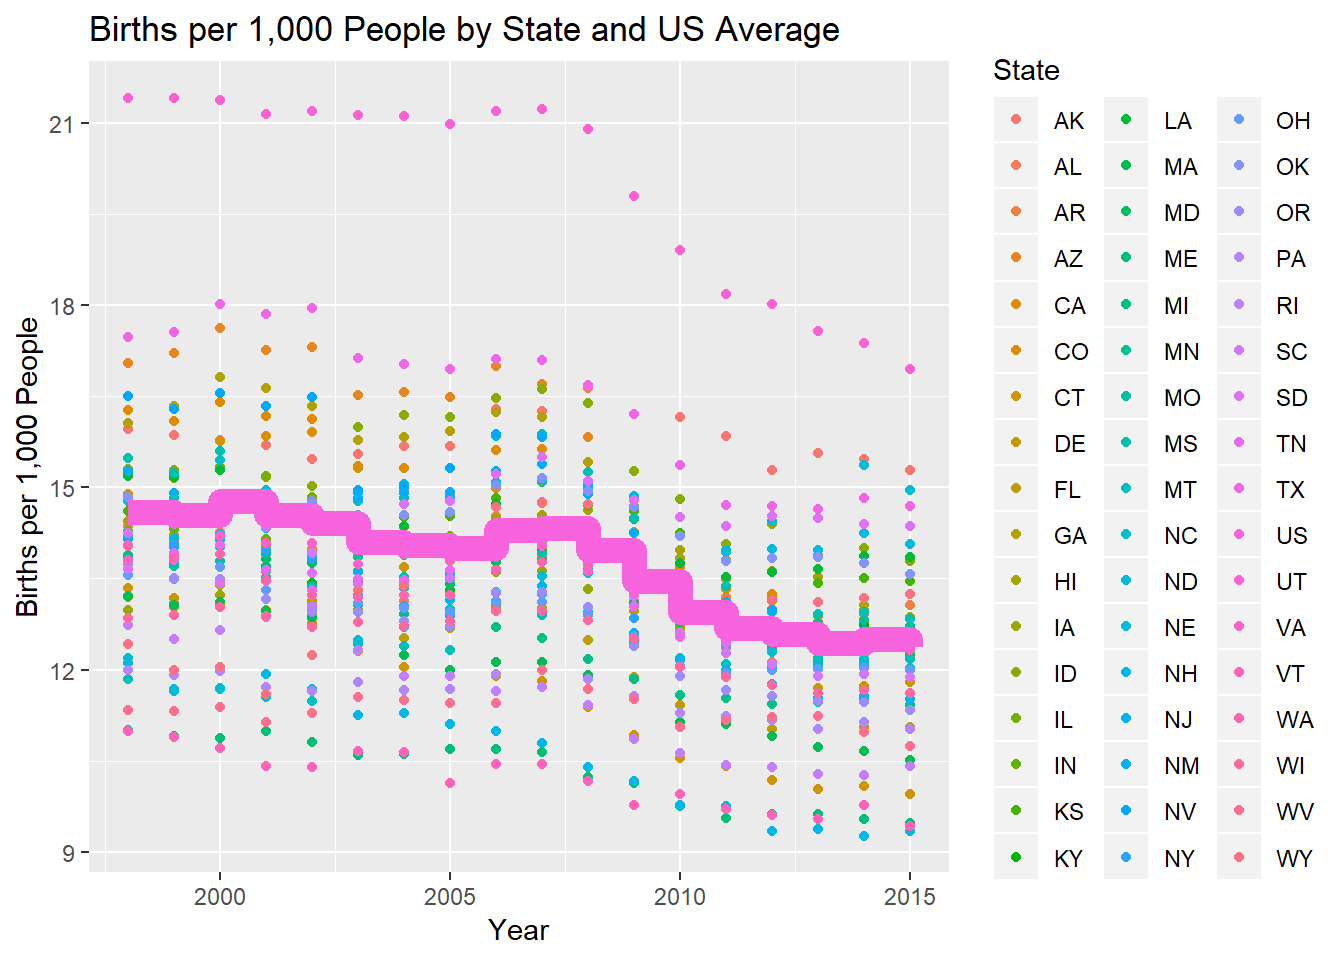 Births per 1,000 People by State and US Average
Births per 1,000 People
21
18
15
12
9
2000
2005
2010
2015
Year
State
AK
AL
AR
AZ
CA
CO
CT
DE
FL
GA
HI
IA
ID
IL
IN
KS
KY
LA
MA
MD
ME
MI
MN
MO
MS
MT
NC
ND
NE
NH
NJ
NM
NV
NY
OH
OK
OR
PA
RI
SC
SD
TN
TX
US
UT
VA
VT
WA
WI
WV
WY